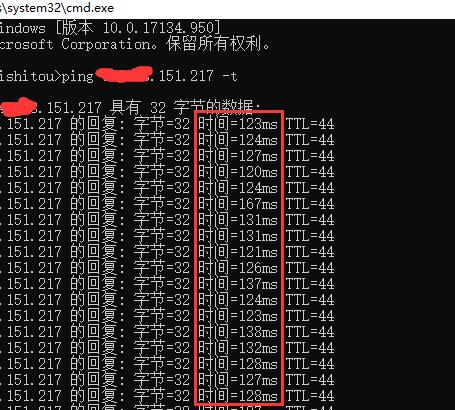 s\system32\cmd.exe
indows [版本 10.0.17134.950]
crosoft Corporation。保留所有权利。
ishitou>ping .151.217 -t
.151.217 具有 32 字节的数据:
.151.217 的回复: 字节=32 时间=123ms TTL=44
.151.217 的回复: 字节=32 时间=124ms TTL=44
.151.217 的回复: 字节=32 时间=127ms TTL=44
.151.217 的回复: 字节=32 时间=120ms TTL=44
.151.217 的回复: 字节=32 时间=124ms TTL=44
.151.217 的回复: 字节=32 时间=167ms TTL=44
.151.217 的回复: 字节=32 时间=131ms TTL=44
.151.217 的回复: 字节=32 时间=131ms TTL=44
.151.217 的回复: 字节=32 时间=121ms TTL=44
.151.217 的回复: 字节=32 时间=126ms TTL=44
.151.217 的回复: 字节=32 时间=137ms TTL=44
.151.217 的回复: 字节=32 时间=124ms TTL=44
.151.217 的回复: 字节=32 时间=123ms TTL=44
.151.217 的回复: 字节=32 时间=138ms TTL=44
.151.217 的回复: 字节=32 时间=132ms TTL=44
.151.217 的回复: 字节=32 时间=128ms TTL=44
.151.217 的回复: 字节=32 时间=127ms TTL=44
.151.217 的回复: 字节=32 时间=128ms TTL=44